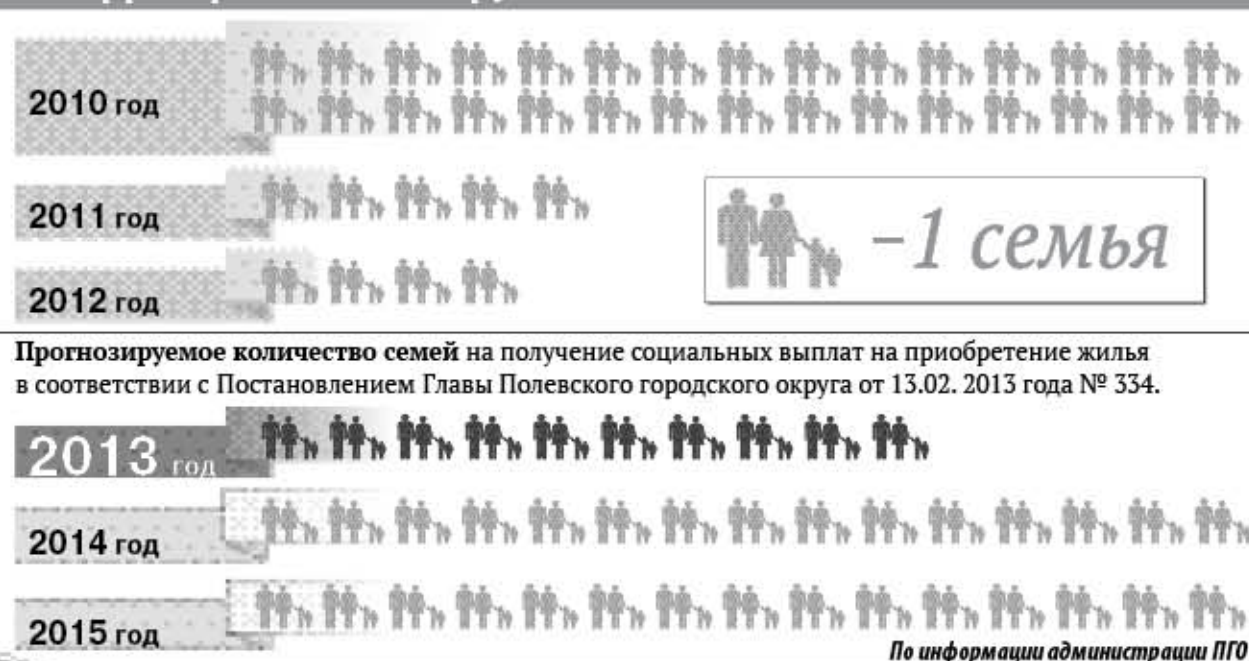 2010 год
2011 год
–1 семья
2012 год
Прогнозируемое количество семей на получение социальных выплат на приобретение жилья
в соответствии с Постановлением Главы Полевского городского округа от 13.02. 2013 года № 334.
2013 год
2014 год
2015 год
По информации администрации ПГО